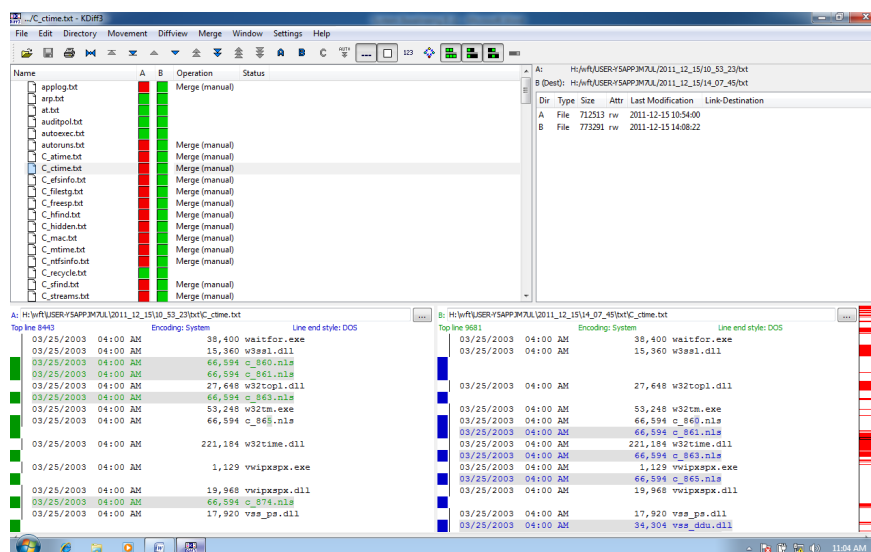 .../C_ctime.txt - KDiff3
File Edit Directory Movement Diffview Merge Window Settings Help
A B C AUTO ... 123
Name A B Operation Status
applog.txt Merge (manual)
arp.txt
at.txt
auditpol.txt
autoexec.txt
autoruns.txt Merge (manual)
C_atime.txt Merge (manual)
C_ctime.txt Merge (manual)
C_efsinfo.txt Merge (manual)
C_filestg.txt Merge (manual)
C_freesp.txt Merge (manual)
C_hfind.txt Merge (manual)
C_hidden.txt Merge (manual)
C_mac.txt Merge (manual)
C_mtime.txt Merge (manual)
C_ntfsinfo.txt Merge (manual)
C_recycle.txt
C_sfind.txt Merge (manual)
C_streams.txt Merge (manual)
A: H:/wft/USER-Y5APPJM7UL/2011_12_15/10_53_23/txt
B (Dest): H:/wft/USER-Y5APPJM7UL/2011_12_15/14_07_45/txt
Dir Type Size Attr Last Modification Link-Destination
A File 712513 rw 2011-12-15 10:54:00
B File 773291 rw 2011-12-15 14:08:22
A: H:\wft\USER-Y5APPJM7UL\2011_12_15\10_53_23\txt\C_ctime.txt ...
Top line 8443 Encoding: System Line end style: DOS
03/25/2003 04:00 AM 38,400 waitfor.exe
03/25/2003 04:00 AM 15,360 w3ssl.dll
03/25/2003 04:00 AM 66,594 c_860.nls
03/25/2003 04:00 AM 66,594 c_861.nls
03/25/2003 04:00 AM 27,648 w32topl.dll
03/25/2003 04:00 AM 66,594 c_863.nls
03/25/2003 04:00 AM 53,248 w32tm.exe
03/25/2003 04:00 AM 66,594 c_865.nls
03/25/2003 04:00 AM 221,184 w32time.dll
03/25/2003 04:00 AM 1,129 vwipxspx.exe
03/25/2003 04:00 AM 19,968 vwipxspx.dll
03/25/2003 04:00 AM 66,594 c_874.nls
03/25/2003 04:00 AM 17,920 vss_ps.dll
B: H:\wft\USER-Y5APPJM7UL\2011_12_15\14_07_45\txt\C_ctime.txt ...
Top line 9681 Encoding: System Line end style: DOS
03/25/2003 04:00 AM 38,400 waitfor.exe
03/25/2003 04:00 AM 15,360 w3ssl.dll
03/25/2003 04:00 AM 27,648 w32topl.dll
03/25/2003 04:00 AM 53,248 w32tm.exe
03/25/2003 04:00 AM 66,594 c_860.nls
03/25/2003 04:00 AM 66,594 c_861.nls
03/25/2003 04:00 AM 221,184 w32time.dll
03/25/2003 04:00 AM 66,594 c_863.nls
03/25/2003 04:00 AM 1,129 vwipxspx.exe
03/25/2003 04:00 AM 66,594 c_865.nls
03/25/2003 04:00 AM 19,968 vwipxspx.dll
03/25/2003 04:00 AM 17,920 vss_ps.dll
03/25/2003 04:00 AM 34,304 vss_ddu.dll
11:04 AM